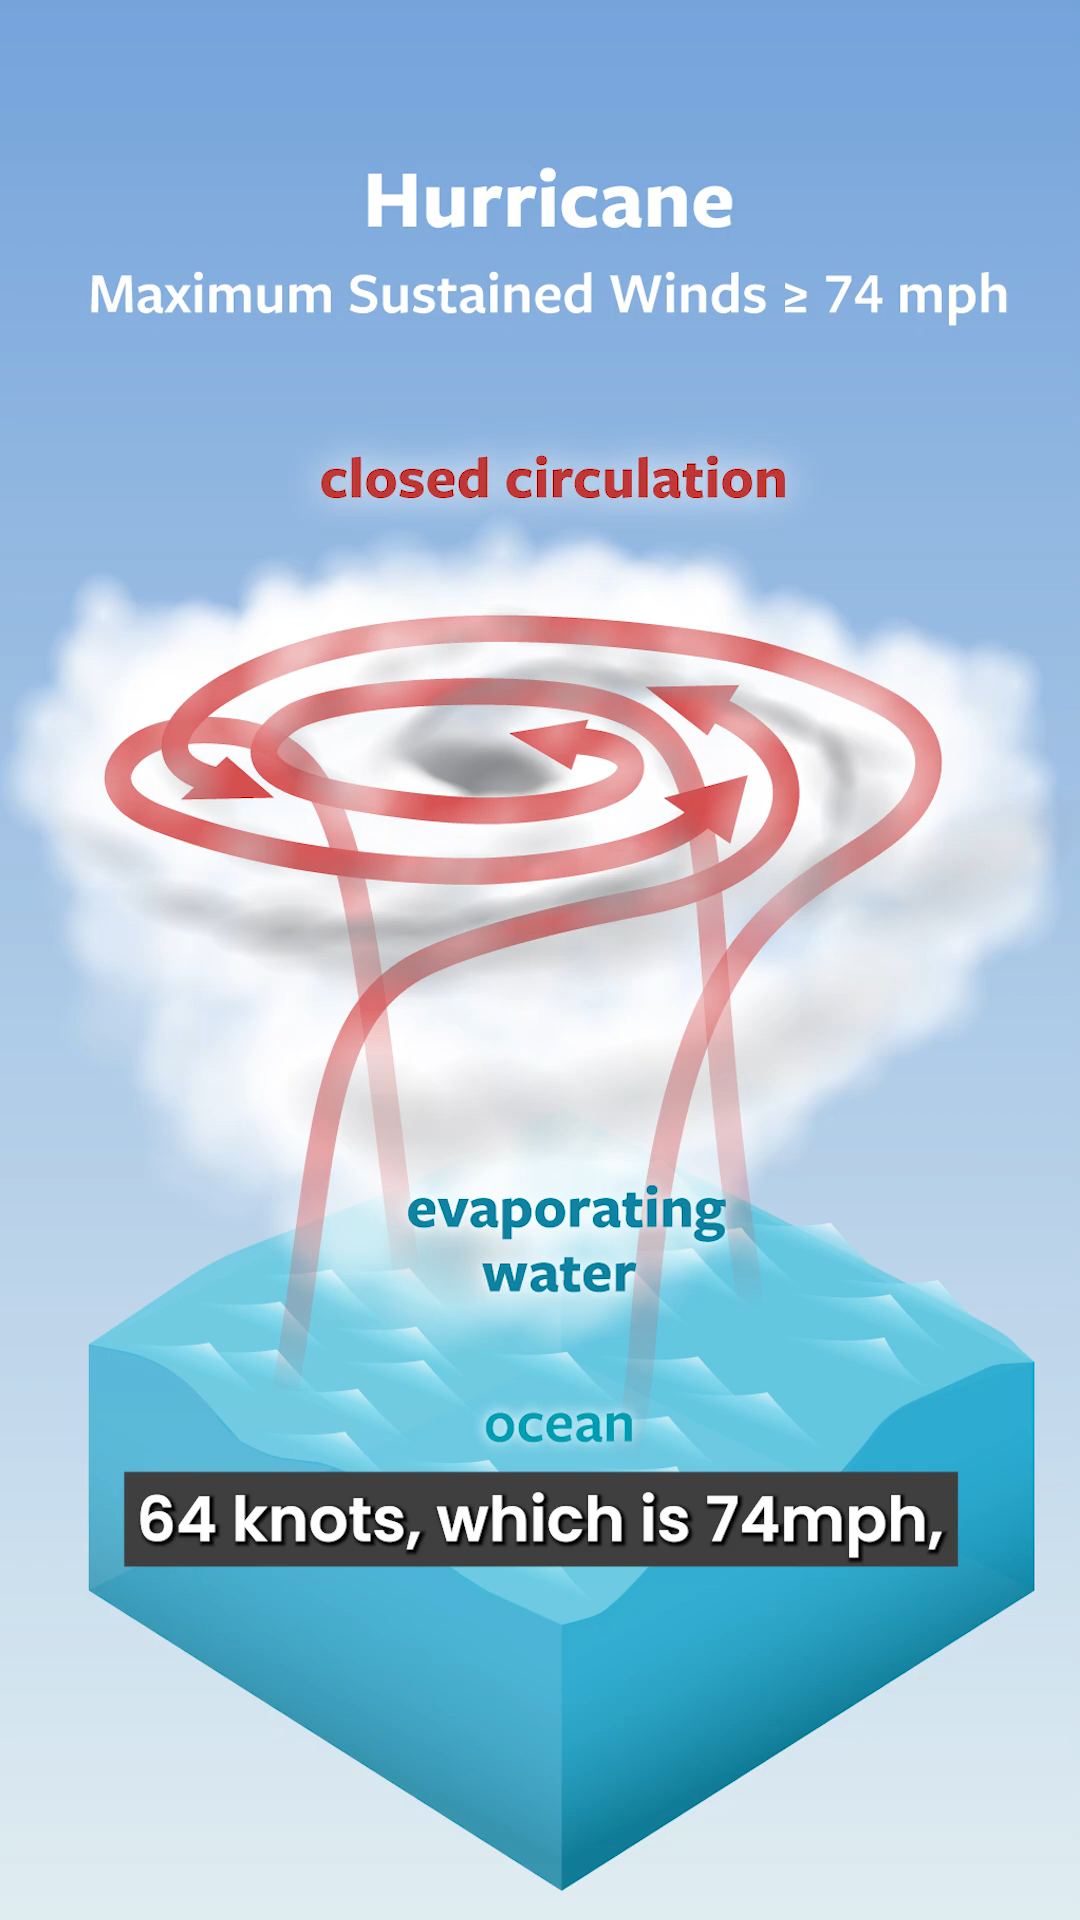 Hurricane
Maximum Sustained Winds ≥ 74 mph
closed circulation
evaporating
water
ocean
64 knots, which is 74mph,